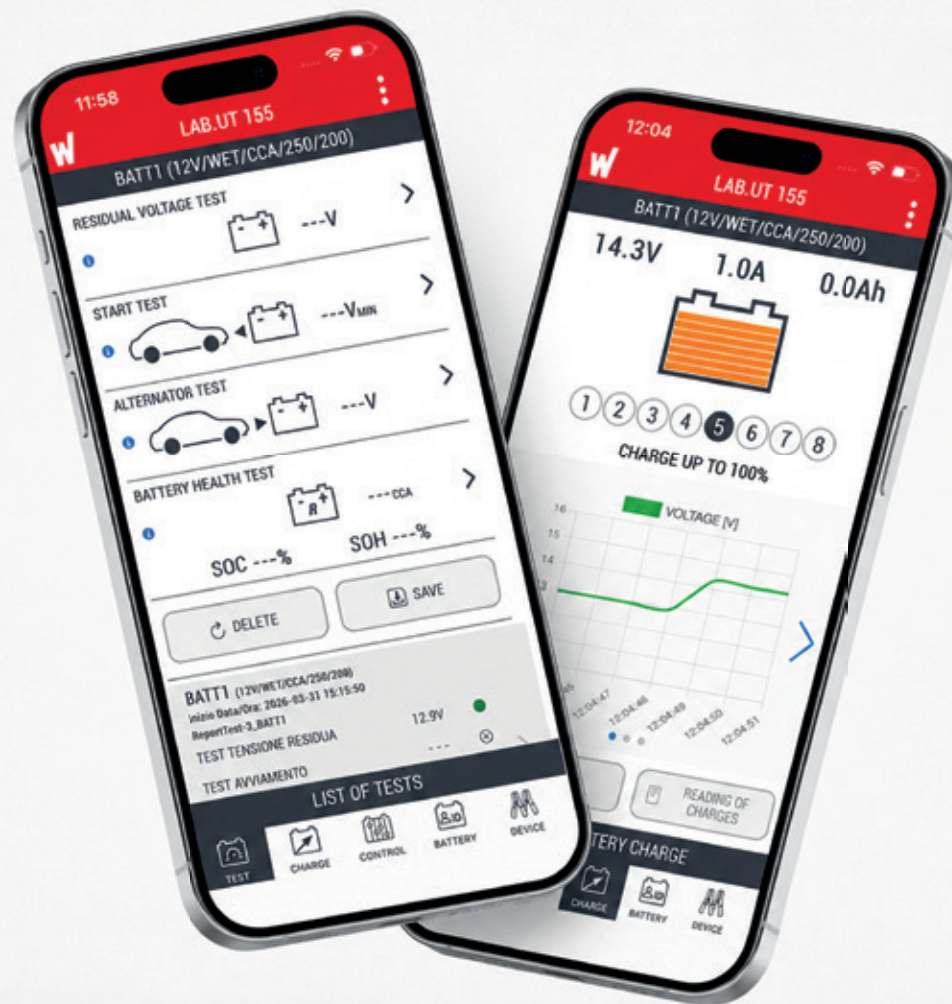 11:58
W
LAB.UT 155
BATT1 (12V/WET/CCA/250/200)
RESIDUAL VOLTAGE TEST
- +
---V
START TEST
- +
---VMIN
ALTERNATOR TEST
- +
---V
BATTERY HEALTH TEST
- +
R
---CCA
SOC ---%
SOH ---%
DELETE
SAVE
BATT1 (12V/WET/CCA/250/200)
Inizio Data/Ora: 2026-03-31 15:15:50
ReportTest-3_BATT1
TEST TENSIONE RESIDUA
12.9V
TEST AVVIAMENTO
---
LIST OF TESTS
TEST
CHARGE
CONTROL
BATTERY
DEVICE
12:04
W
LAB.UT 155
BATT1 (12V/WET/CCA/250/200)
14.3V
1.0A
0.0Ah
1 2 3 4 5 6 7 8
CHARGE UP TO 100%
VOLTAGE [V]
16
15
14
3
45
12:04:47
12:04:48
12:04:49
12:04:50
12:04:51
READING OF
CHARGES
TERY CHARGE
CHARGE
BATTERY
DEVICE